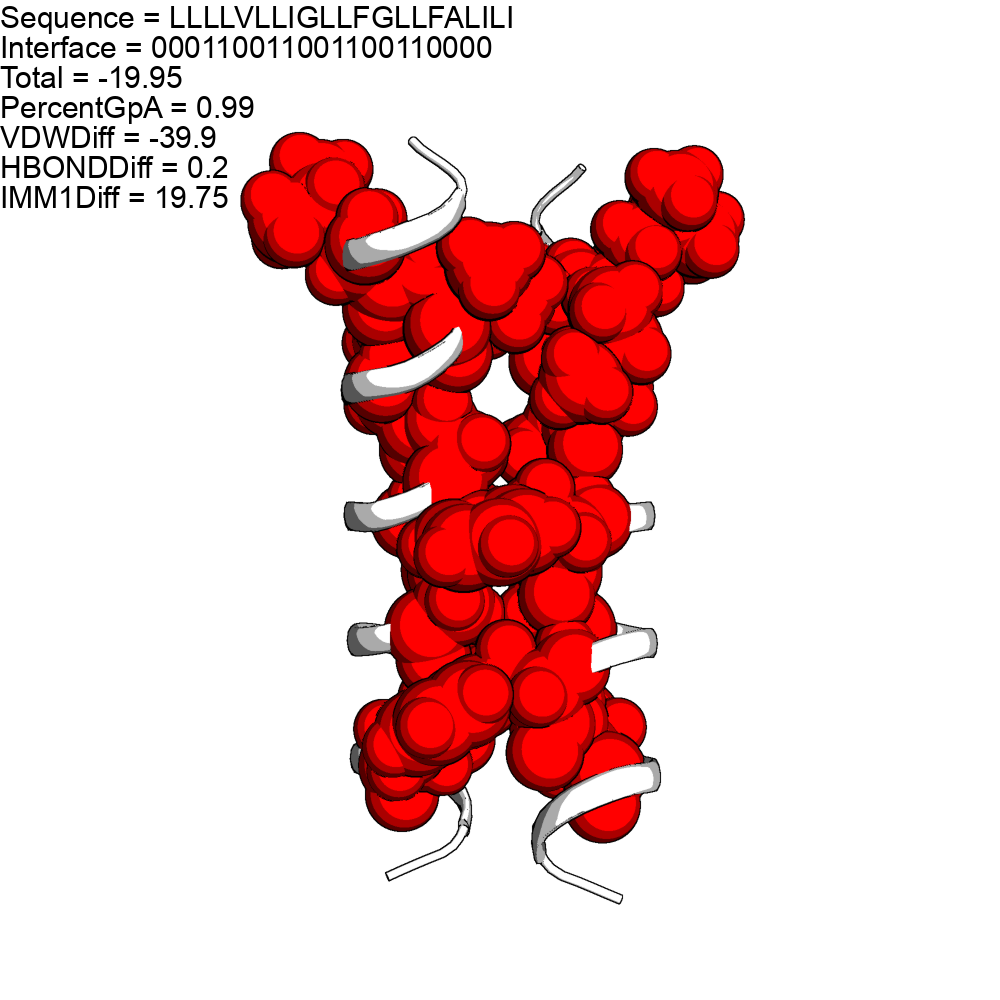 Sequence = LLLLVLLIGLLFGLLFALILI
Interface = 000110011001100110000
Total = -19.95
PercentGpA = 0.99
VDWDiff = -39.9
HBONDDiff = 0.2
IMM1Diff = 19.75